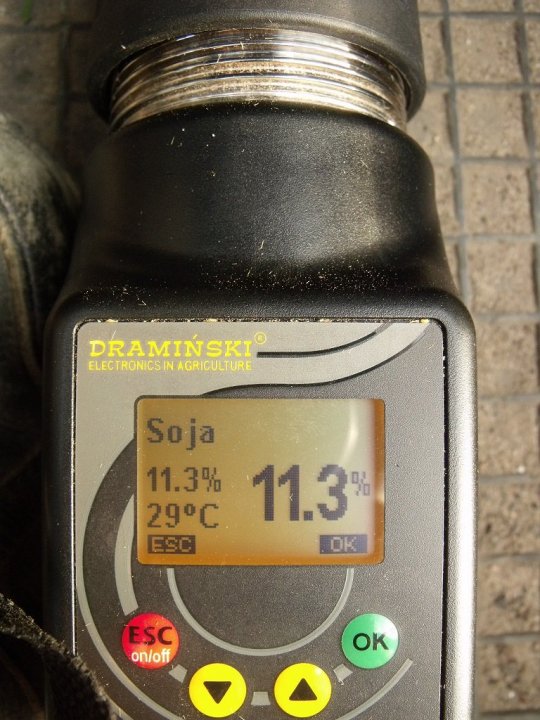 DRAMIŃSKI®
ELECTRONICS IN AGRICULTURE
Soja
11.3%
29°C
11.3%
ESC
OK
ESC
on/off
OK